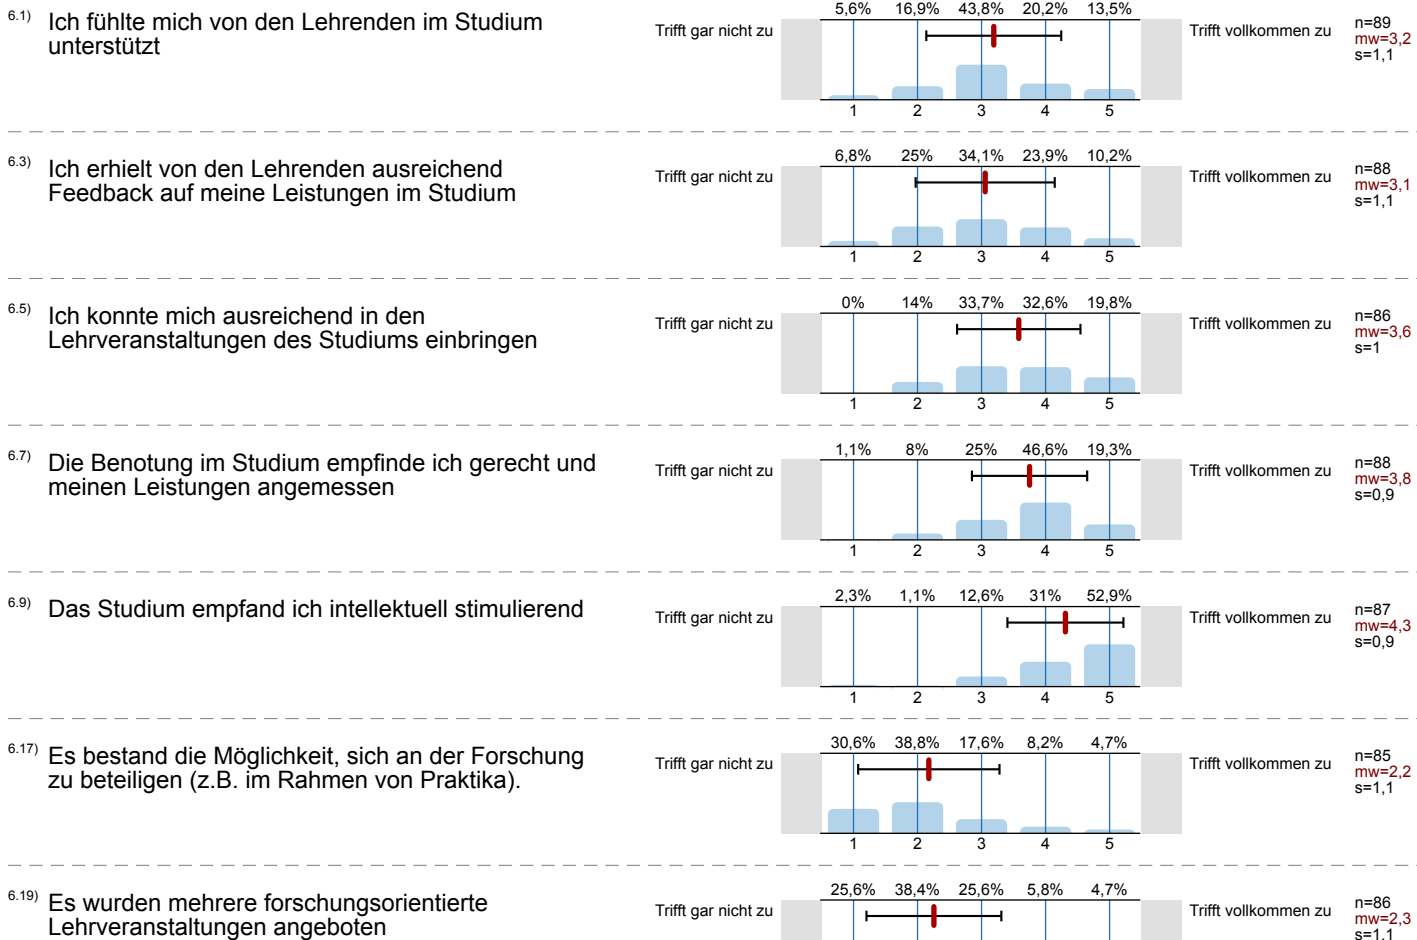 6.1) Ich fühlte mich von den Lehrenden im Studium
unterstützt
Trifft gar nicht zu
5,6% 16,9% 43,8% 20,2% 13,5%
1 2 3 4 5
Trifft vollkommen zu
n=89
mw=3,2
s=1,1
6.3) Ich erhielt von den Lehrenden ausreichend
Feedback auf meine Leistungen im Studium
Trifft gar nicht zu
6,8% 25% 34,1% 23,9% 10,2%
1 2 3 4 5
Trifft vollkommen zu
n=88
mw=3,1
s=1,1
6.5) Ich konnte mich ausreichend in den
Lehrveranstaltungen des Studiums einbringen
Trifft gar nicht zu
0% 14% 33,7% 32,6% 19,8%
1 2 3 4 5
Trifft vollkommen zu
n=86
mw=3,6
s=1
6.7) Die Benotung im Studium empfinde ich gerecht und
meinen Leistungen angemessen
Trifft gar nicht zu
1,1% 8% 25% 46,6% 19,3%
1 2 3 4 5
Trifft vollkommen zu
n=88
mw=3,8
s=0,9
6.9) Das Studium empfand ich intellektuell stimulierend
Trifft gar nicht zu
2,3% 1,1% 12,6% 31% 52,9%
1 2 3 4 5
Trifft vollkommen zu
n=87
mw=4,3
s=0,9
6.17) Es bestand die Möglichkeit, sich an der Forschung
zu beteiligen (z.B. im Rahmen von Praktika).
Trifft gar nicht zu
30,6% 38,8% 17,6% 8,2% 4,7%
1 2 3 4 5
Trifft vollkommen zu
n=85
mw=2,2
s=1,1
6.19) Es wurden mehrere forschungsorientierte
Lehrveranstaltungen angeboten
Trifft gar nicht zu
25,6% 38,4% 25,6% 5,8% 4,7%
Trifft vollkommen zu
n=86
mw=2,3
s=1,1